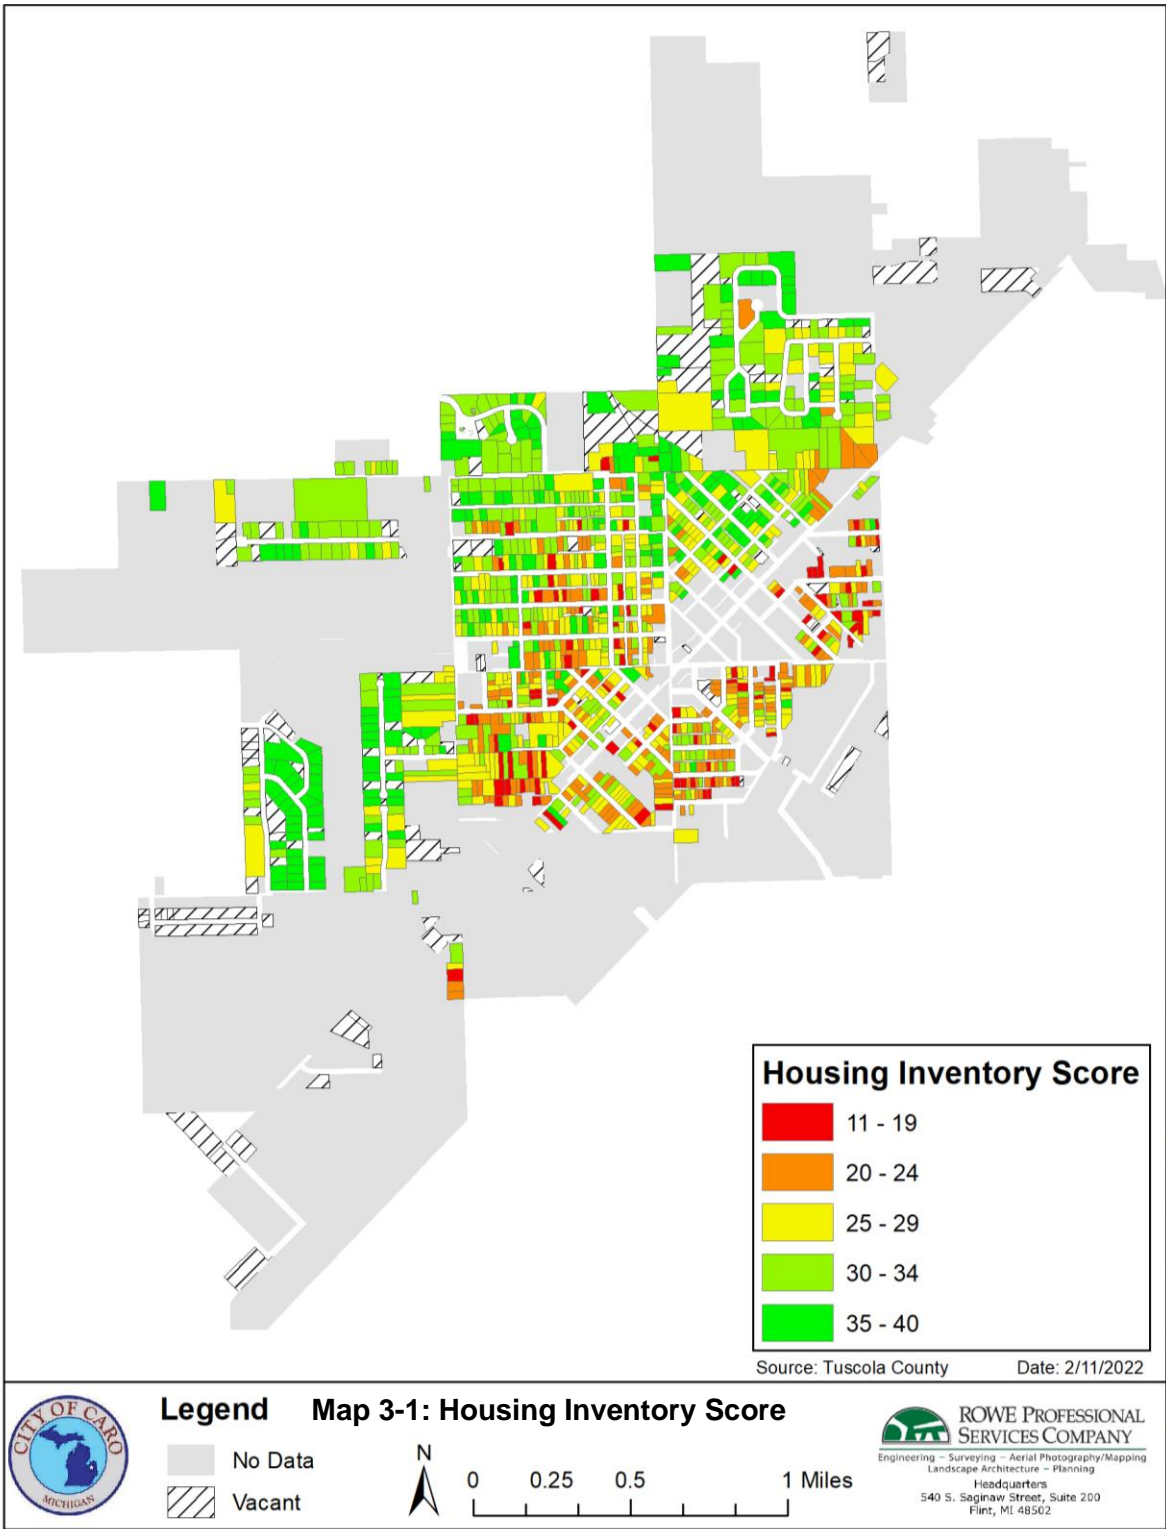 Housing Inventory Score
11 - 19
20 - 24
25 - 29
30 - 34
35 - 40
Source: Tuscola County
Date: 2/11/2022
CITY OF CARO
MICHIGAN
Legend
No Data
Vacant
Map 3-1: Housing Inventory Score
N
0 0.25 0.5 1 Miles
ROWE PROFESSIONAL
SERVICES COMPANY
Engineering – Surveying – Aerial Photography/Mapping
Landscape Architecture – Planning
Headquarters
540 S. Saginaw Street, Suite 200
Flint, MI 48502